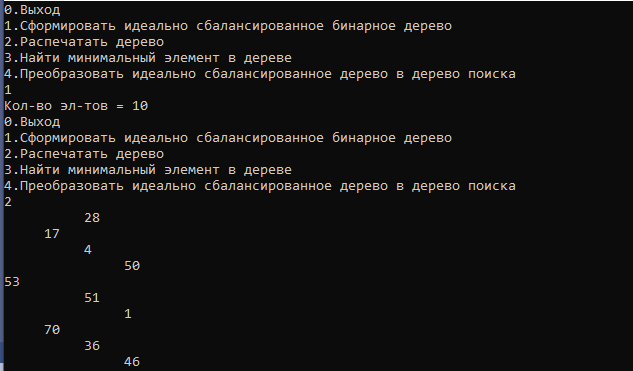 0.Выход
1.Сформировать идеально сбалансированное бинарное дерево
2.Распечатать дерево
3.Найти минимальный элемент в дереве
4.Преобразовать идеально сбалансированное дерево в дерево поиска
1
Кол-во эл-тов = 10
0.Выход
1.Сформировать идеально сбалансированное бинарное дерево
2.Распечатать дерево
3.Найти минимальный элемент в дереве
4.Преобразовать идеально сбалансированное дерево в дерево поиска
2
28
17
4
50
53
51
1
70
36
46